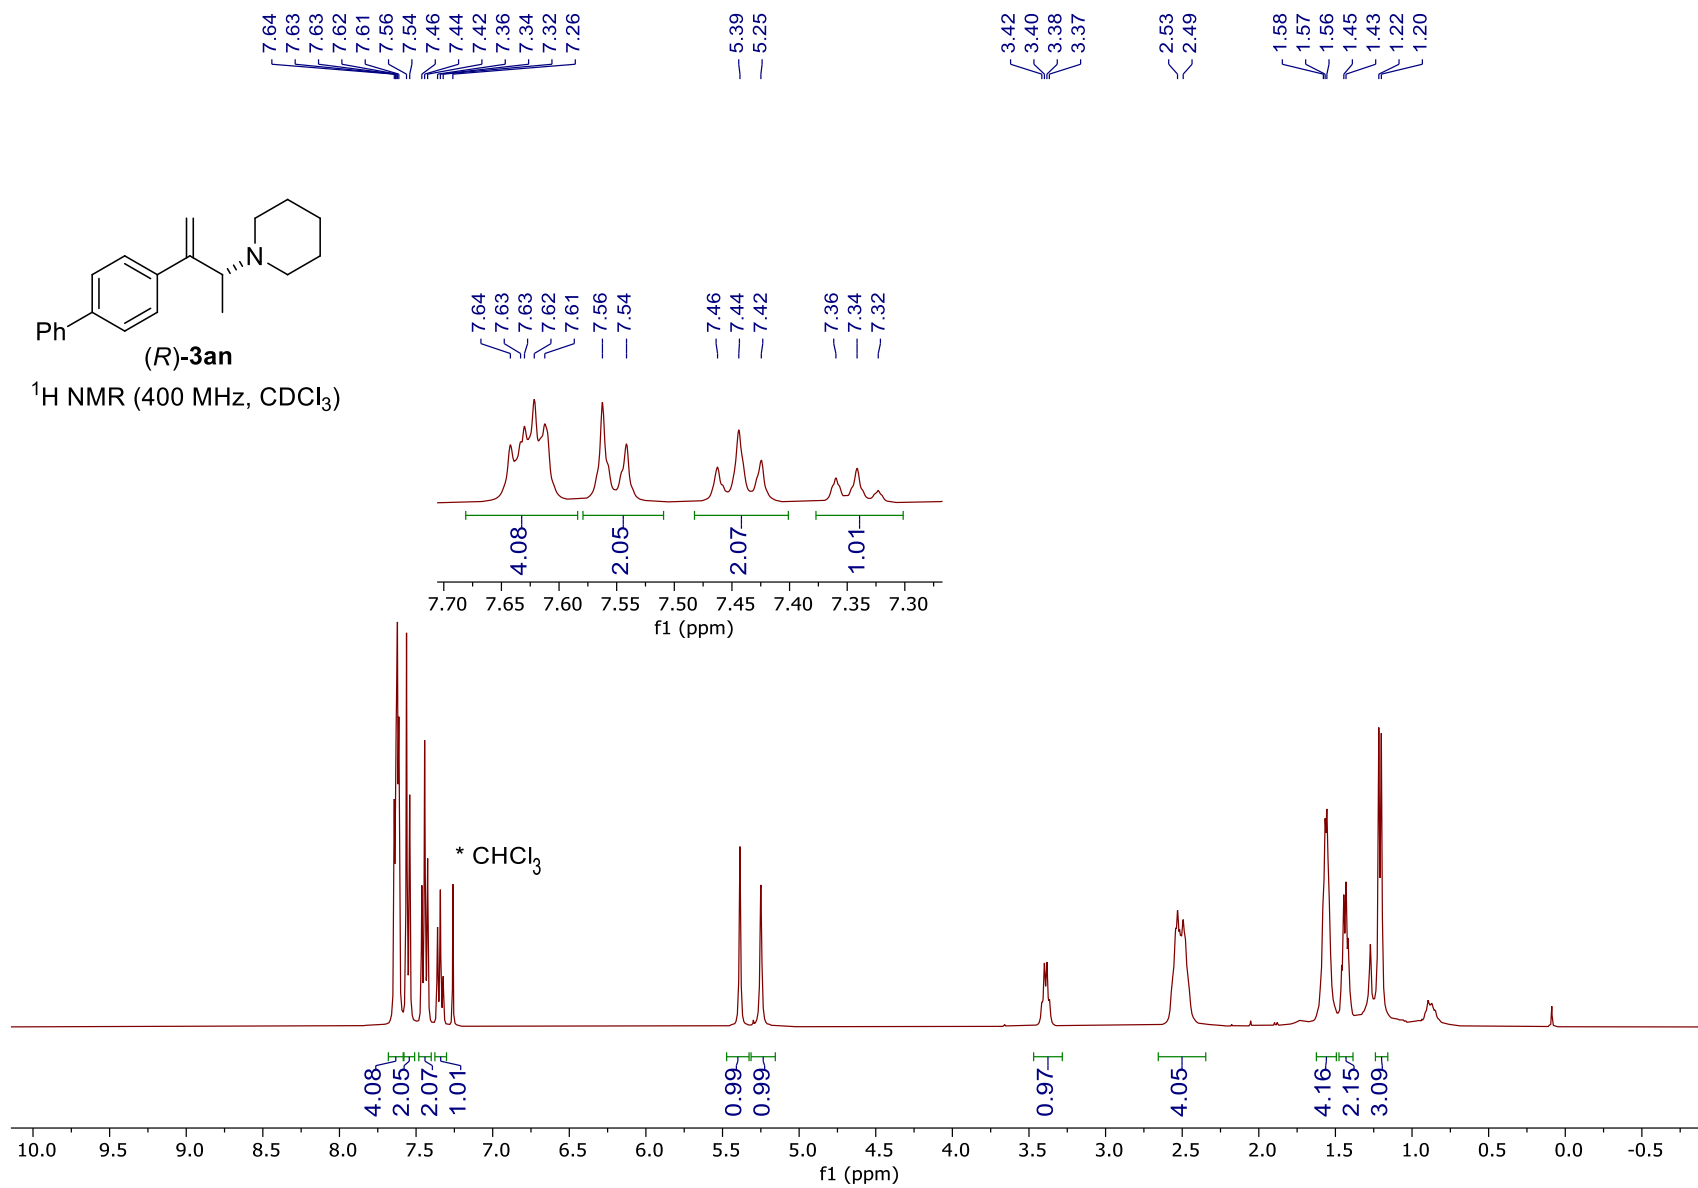 7.64 7.63 7.63 7.62 7.61 7.56 7.54 7.46 7.44 7.42 7.36 7.34 7.32 7.26 5.39 5.25 3.42 3.40 3.38 3.37 2.53 2.49 1.58 1.57 1.56 1.45 1.43 1.22 1.20
N
Ph
(R)-3an
¹H NMR (400 MHz, CDCl₃)
7.64 7.63 7.63 7.62 7.61 7.56 7.54 7.46 7.44 7.42 7.36 7.34 7.32
4.08 2.05 2.07 1.01
7.70 7.65 7.60 7.55 7.50 7.45 7.40 7.35 7.30
f1 (ppm)
* CHCl₃
4.08 2.05 2.07 1.01 0.99 0.99 0.97 4.05 4.16 2.15 3.09
10.0 9.5 9.0 8.5 8.0 7.5 7.0 6.5 6.0 5.5 5.0 4.5 4.0 3.5 3.0 2.5 2.0 1.5 1.0 0.5 0.0 -0.5
f1 (ppm)